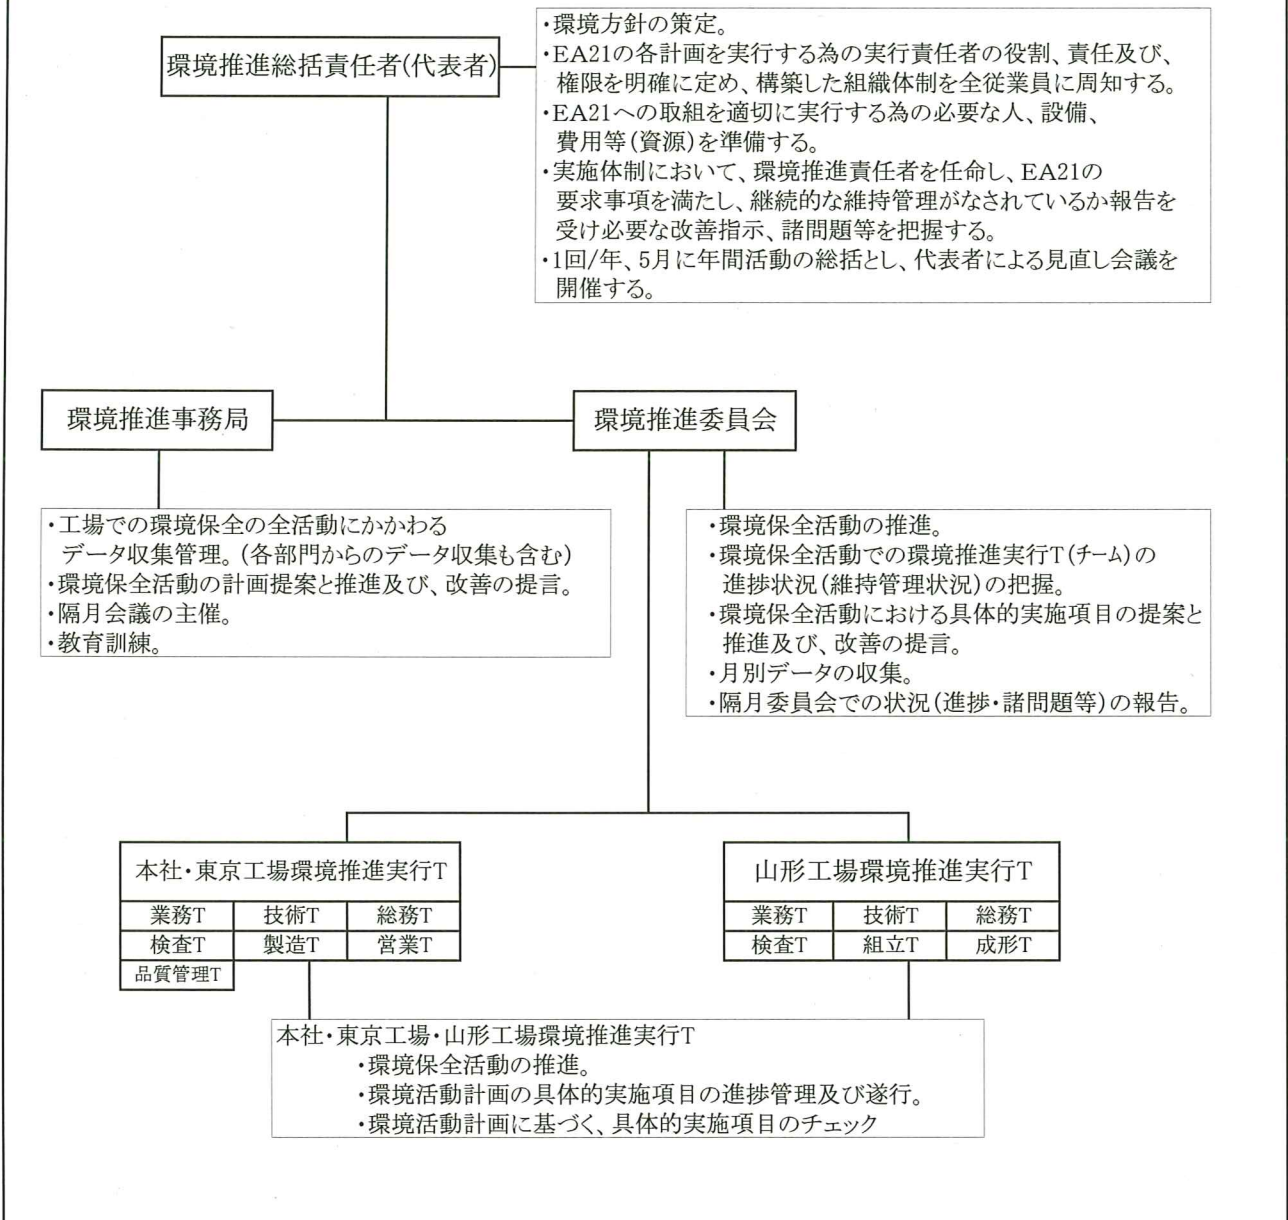 環境推進総括責任者(代表者)
・環境方針の策定。
・EA21の各計画を実行する為の実行責任者の役割、責任及び、
権限を明確に定め、構築した組織体制を全従業員に周知する。
・EA21への取組を適切に実行する為の必要な人、設備、
費用等(資源)を準備する。
・実施体制において、環境推進責任者を任命し、EA21の
要求事項を満たし、継続的な維持管理がなされているか報告を
受け必要な改善指示、諸問題等を把握する。
・1回/年、5月に年間活動の総括とし、代表者による見直し会議を
開催する。
環境推進事務局
環境推進委員会
・工場での環境保全の全活動にかかわる
データ収集管理。(各部門からのデータ収集も含む)
・環境保全活動の計画提案と推進及び、改善の提言。
・隔月会議の主催。
・教育訓練。
・環境保全活動の推進。
・環境保全活動での環境推進実行T(チーム)の
進捗状況(維持管理状況)の把握。
・環境保全活動における具体的実施項目の提案と
推進及び、改善の提言。
・月別データの収集。
・隔月委員会での状況(進捗・諸問題等)の報告。
本社・東京工場環境推進実行T
業務T 技術T 総務T
検査T 製造T 営業T
品質管理T
山形工場環境推進実行T
業務T 技術T 総務T
検査T 組立T 成形T
本社・東京工場・山形工場環境推進実行T
・環境保全活動の推進。
・環境活動計画の具体的実施項目の進捗管理及び遂行。
・環境活動計画に基づく、具体的実施項目のチェック